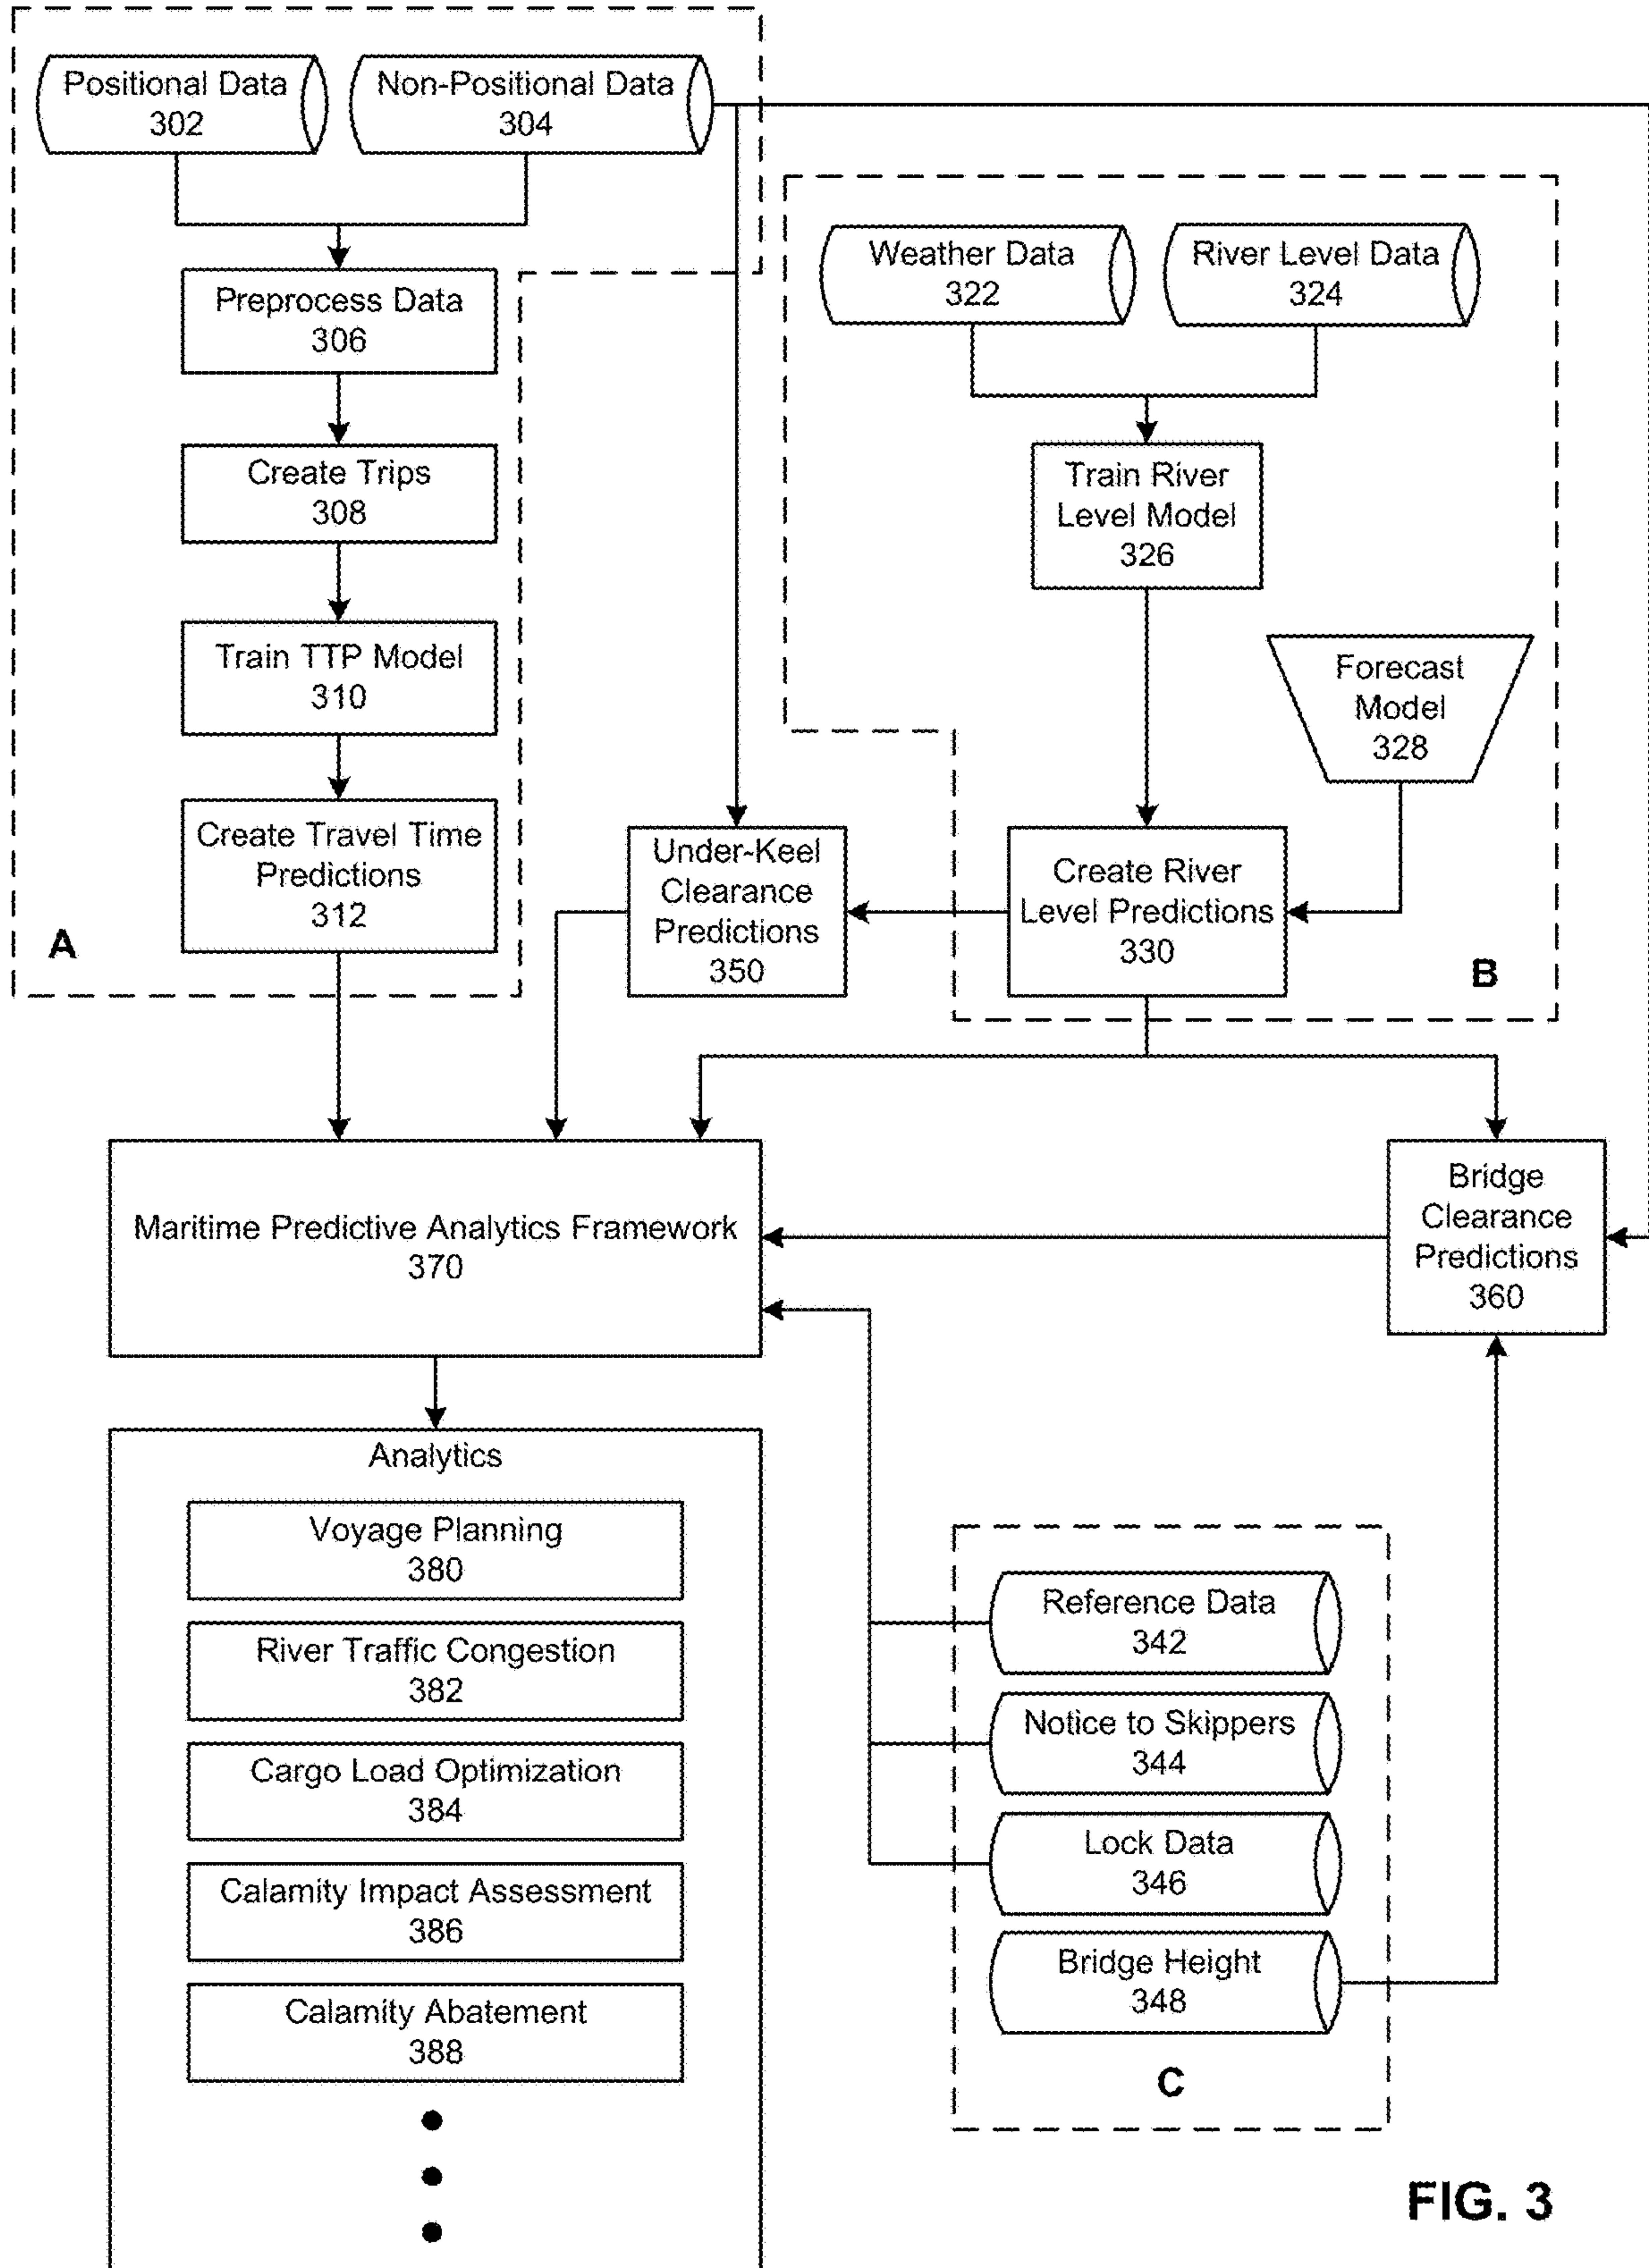 Positional Data
302
Non-Positional Data
304
Preprocess Data
306
Create Trips
308
Train TTP Model
310
Create Travel Time
Predictions
312
A
Weather Data
322
River Level Data
324
Train River
Level Model
326
Forecast
Model
328
Under-Keel
Clearance
Predictions
350
Create River
Level Predictions
330
B
Maritime Predictive Analytics Framework
370
Bridge
Clearance
Predictions
360
Analytics
Voyage Planning
380
River Traffic Congestion
382
Cargo Load Optimization
384
Calamity Impact Assessment
386
Calamity Abatement
388
Reference Data
342
Notice to Skippers
344
Lock Data
346
Bridge Height
348
C
FIG. 3